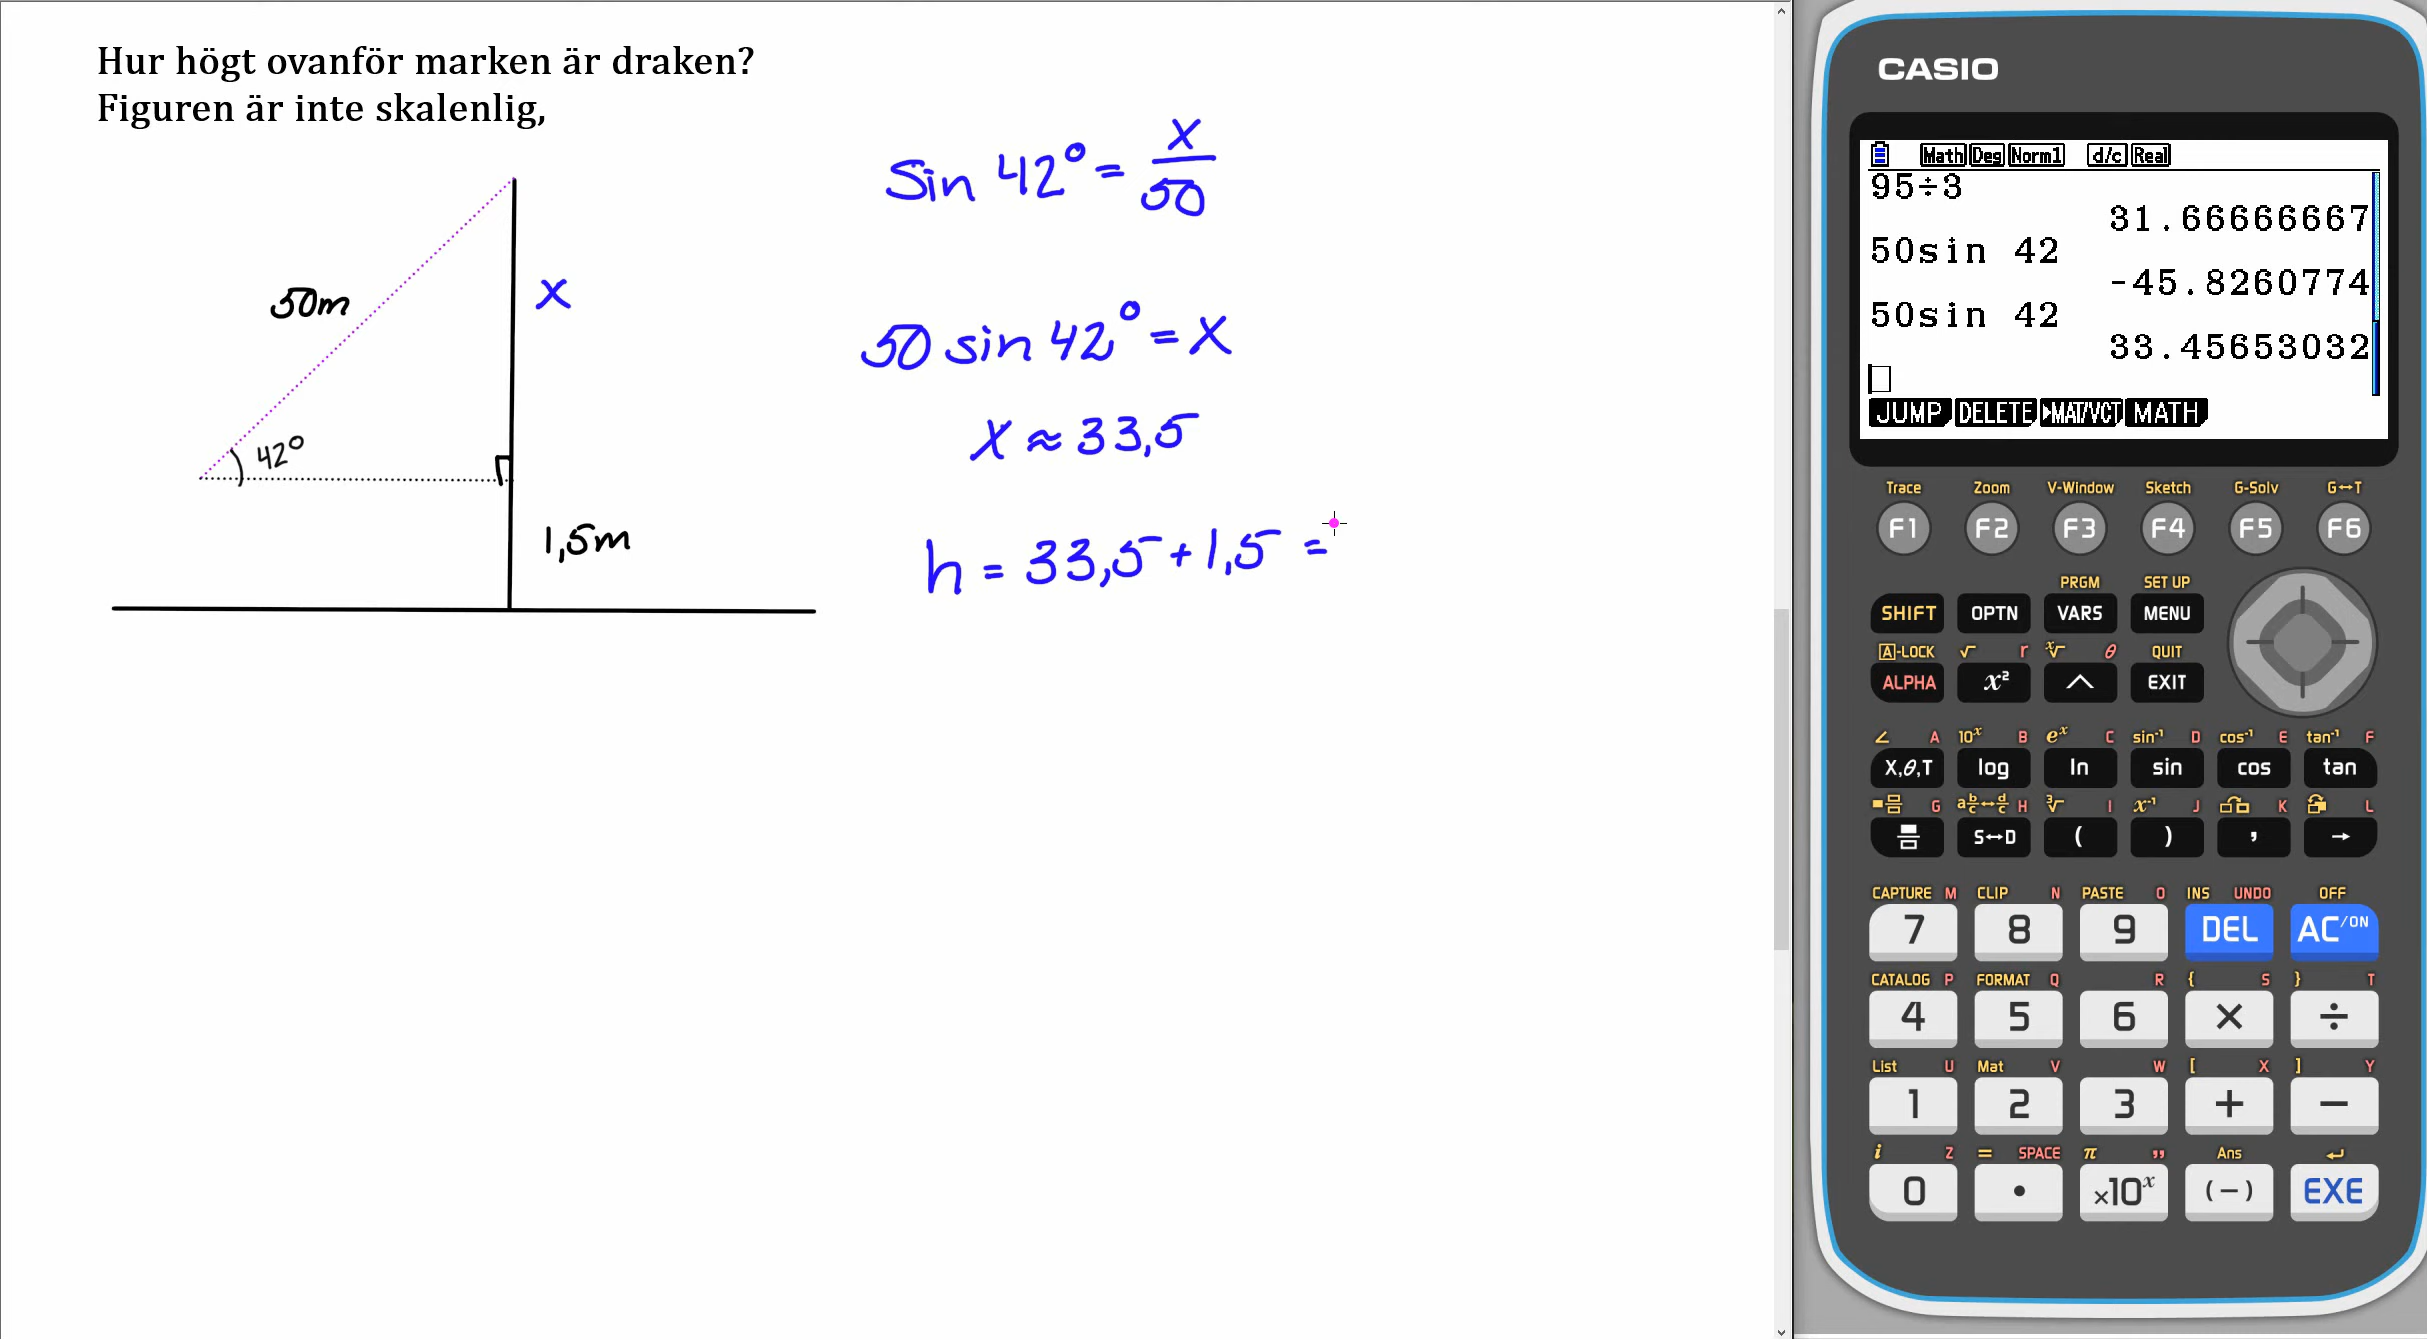 Hur högt ovanför marken är draken?
Figuren är inte skalenlig,
sin 42° = x/50
50m
x
50 sin 42° = x
x ≈ 33,5
42°
1,5m
h = 33,5 + 1,5 =
CASIO
Math Deg Norm1 d/c Real
95÷3
31.66666667
50sin 42
-45.8260774
50sin 42
33.45653032
JUMP DELETE ►MAT/VCT MATH
Trace Zoom V-Window Sketch G-Solv G↔T
F1 F2 F3 F4 F5 F6
PRGM SET UP
SHIFT OPTN VARS MENU
A-LOCK √ r ˣ√ θ QUIT
ALPHA x² ^ EXIT
∠ A 10ˣ B eˣ C sin⁻¹ D cos⁻¹ E tan⁻¹ F
X,θ,T log ln sin cos tan
G a b/c↔d/c H ³√ I x⁻¹ J K L
S↔D ( ) , →
CAPTURE M CLIP N PASTE O INS UNDO OFF
7 8 9 DEL AC/ON
CATALOG P FORMAT Q R { S } T
4 5 6 × ÷
List U Mat V W [ X ] Y
1 2 3 + −
i Z = SPACE π " Ans ↵
0 • ×10ˣ (−) EXE